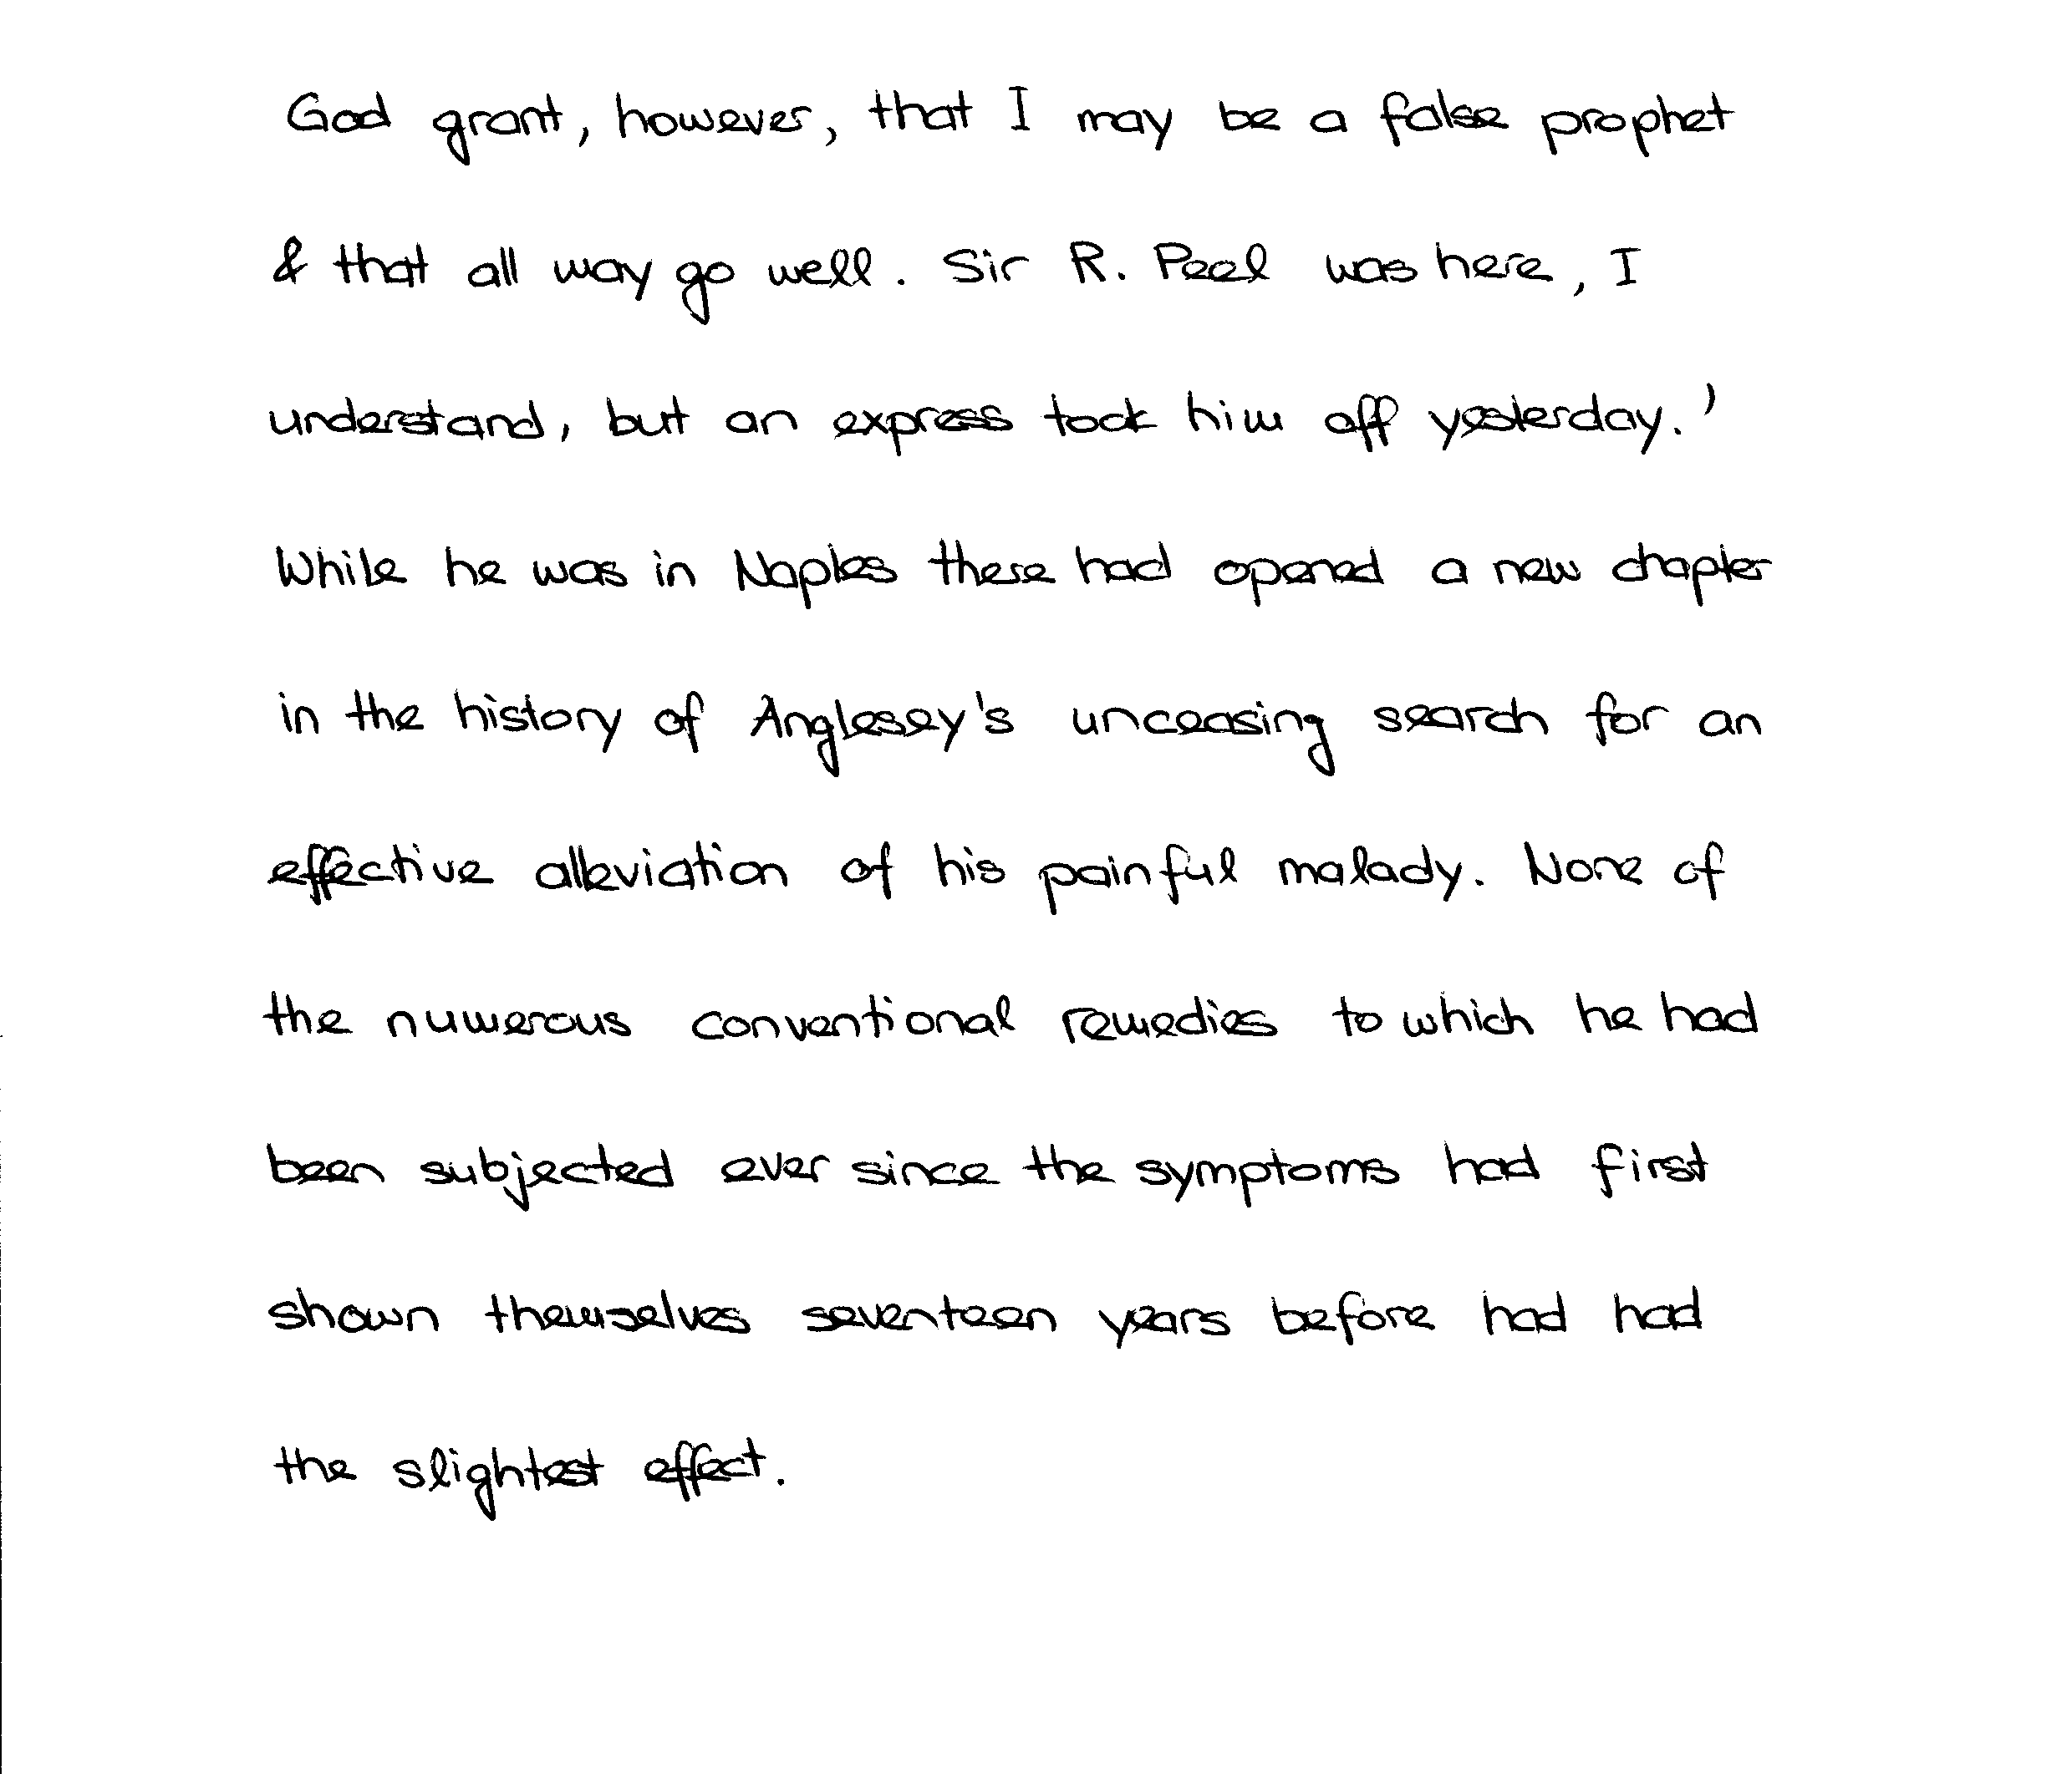 God grant, however, that I may be a false prophet
& that all may go well. Sir R. Peel was here, I
understand, but an express took him off yesterday.'
While he was in Naples there had opened a new chapter
in the history of Anglesey's unceasing search for an
effective alleviation of his painful malady. None of
the numerous conventional remedies to which he had
been subjected ever since the symptoms had first
shown themselves seventeen years before had had
the slightest effect.